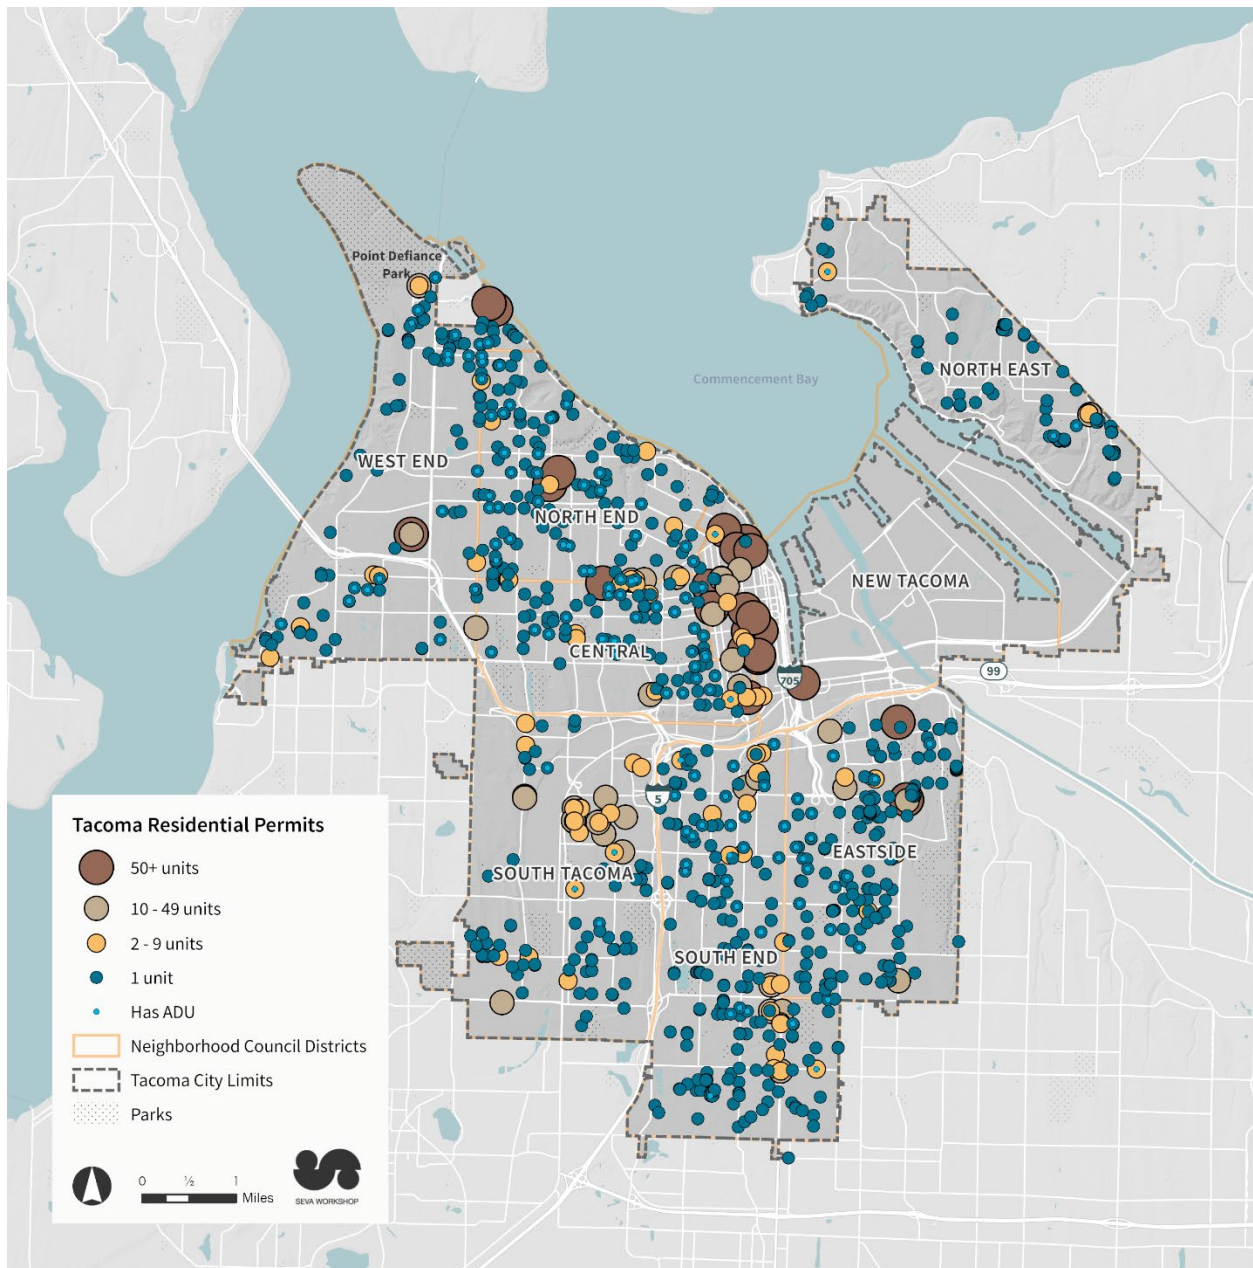 Point Defiance
Park
Commencement Bay
NORTH EAST
WEST END
NORTH END
NEW TACOMA
CENTRAL
705
99
5
EASTSIDE
SOUTH TACOMA
SOUTH END
Tacoma Residential Permits
50+ units
10 - 49 units
2 - 9 units
1 unit
Has ADU
Neighborhood Council Districts
Tacoma City Limits
Parks
0 ½ 1
Miles
SEVA WORKSHOP